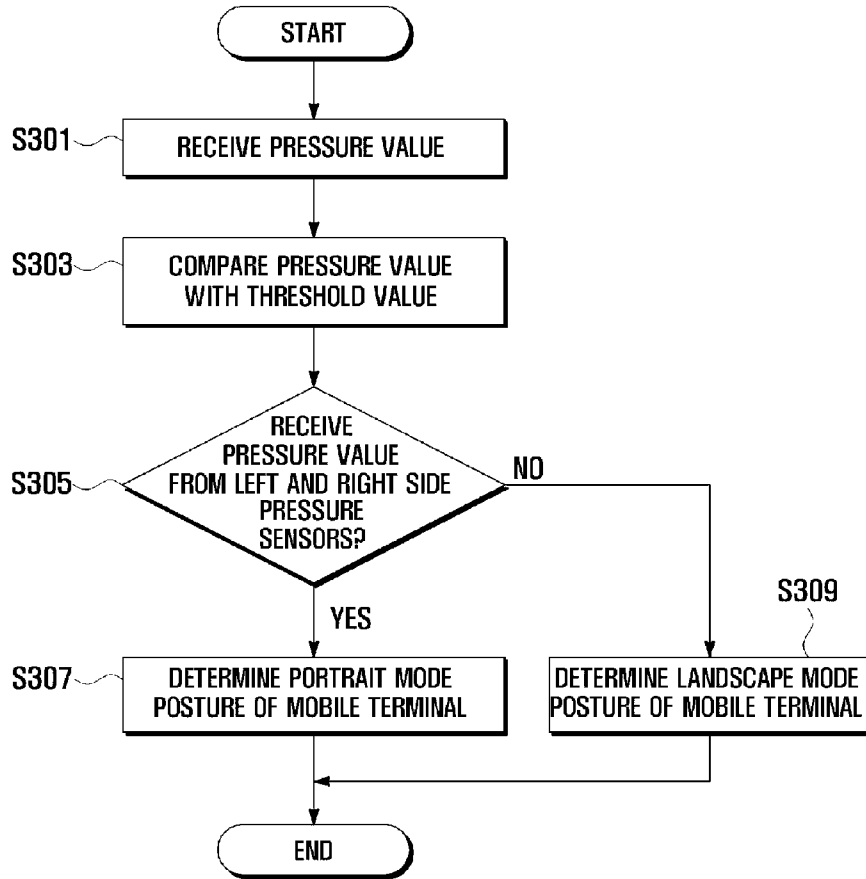 START
S301
RECEIVE PRESSURE VALUE
S303
COMPARE PRESSURE VALUE
WITH THRESHOLD VALUE
S305
RECEIVE
PRESSURE VALUE
FROM LEFT AND RIGHT SIDE
PRESSURE
SENSORS?
NO
YES
S307
DETERMINE PORTRAIT MODE
POSTURE OF MOBILE TERMINAL
S309
DETERMINE LANDSCAPE MODE
POSTURE OF MOBILE TERMINAL
END